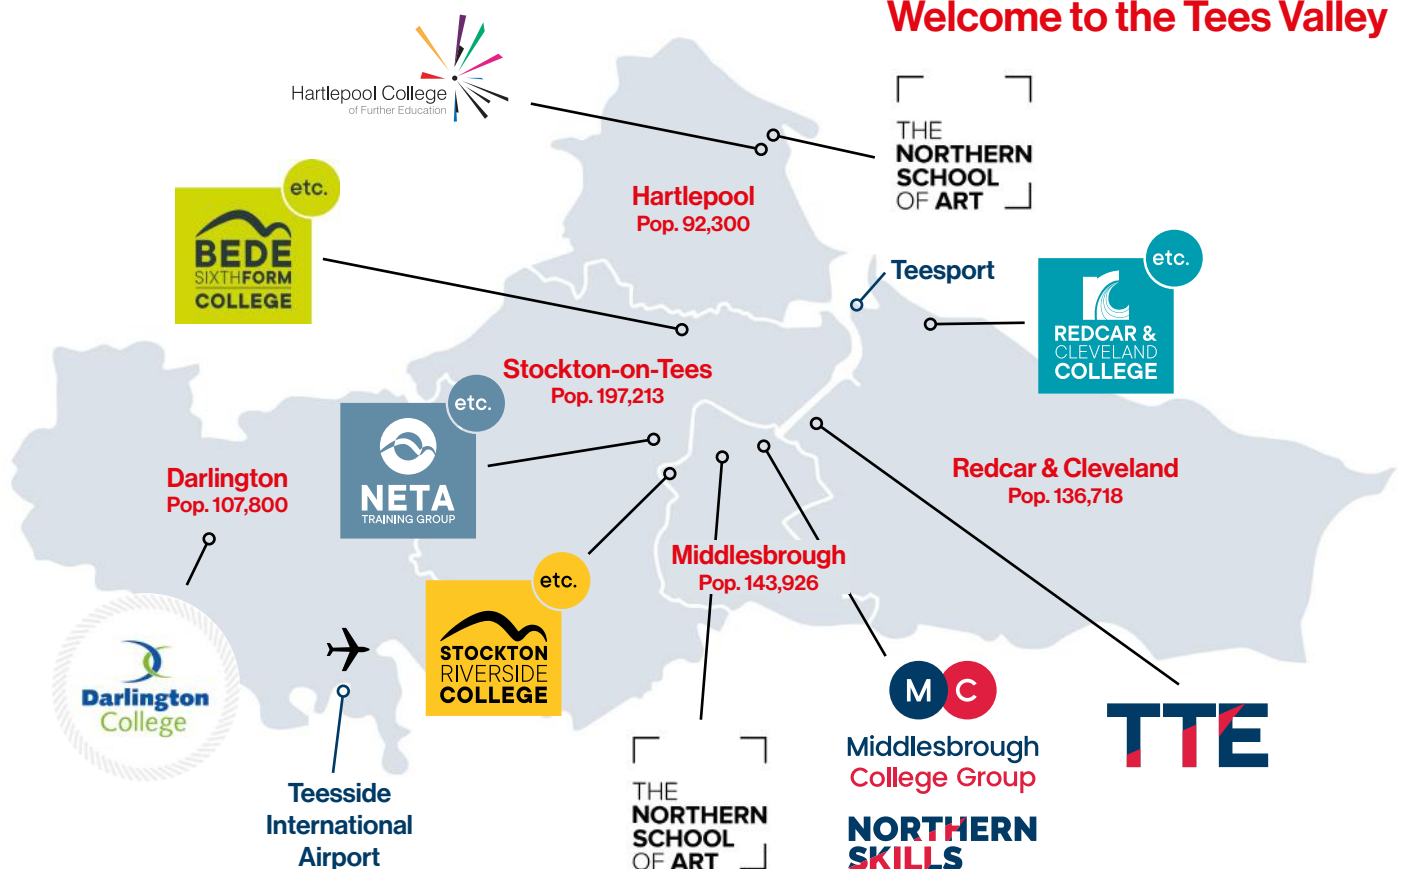 Welcome to the Tees Valley
Hartlepool College
of Further Education
THE
NORTHERN
SCHOOL
OF ART
etc.
BEDE
SIXTHFORM
COLLEGE
Hartlepool
Pop. 92,300
Teesport
etc.
REDCAR &
CLEVELAND
COLLEGE
Stockton-on-Tees
Pop. 197,213
etc.
NETA
TRAINING GROUP
Darlington
Pop. 107,800
Redcar & Cleveland
Pop. 136,718
Middlesbrough
Pop. 143,926
etc.
STOCKTON
RIVERSIDE
COLLEGE
Darlington
College
Teesside
International
Airport
THE
NORTHERN
SCHOOL
OF ART
MC
Middlesbrough
College Group
NORTHERN
SKILLS
TTE